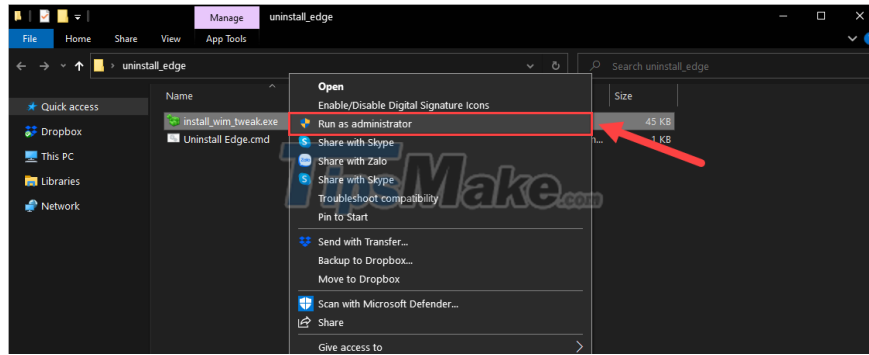 Manage uninstall_edge
File Home Share View App Tools
uninstall_edge Search uninstall_edge
Name Size
Quick access
Dropbox
This PC
Libraries
Network
install_wim_tweak.exe 45 KB
Uninstall Edge.cmd n... 1 KB
Open
Enable/Disable Digital Signature Icons
Run as administrator
Share with Skype
Share with Zalo
Share with Skype
Troubleshoot compatibility
Pin to Start
Send with Transfer...
Backup to Dropbox...
Move to Dropbox
Scan with Microsoft Defender...
Share
Give access to
TipsMake.com